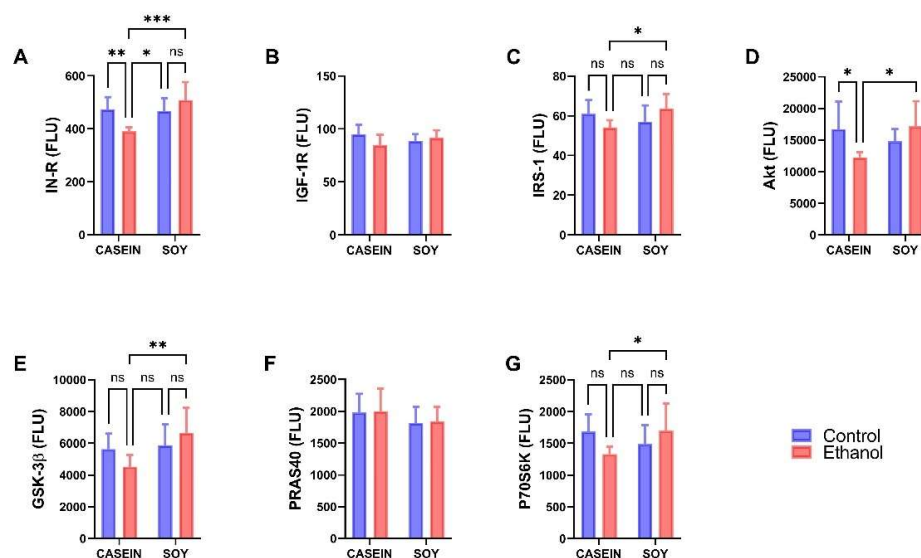 A
***
** * ns
IN-R (FLU)
600
400
200
0
CASEIN SOY
B
IGF-1R (FLU)
150
100
50
0
CASEIN SOY
C
*
ns ns ns
IRS-1 (FLU)
80
60
40
20
0
CASEIN SOY
D
* *
Akt (FLU)
25000
20000
15000
10000
5000
0
CASEIN SOY
E
**
ns ns ns
GSK-3β (FLU)
10000
8000
6000
4000
2000
0
CASEIN SOY
F
PRAS40 (FLU)
2500
2000
1500
1000
500
0
CASEIN SOY
G
*
ns ns ns
P70S6K (FLU)
2500
2000
1500
1000
500
0
CASEIN SOY
Control
Ethanol